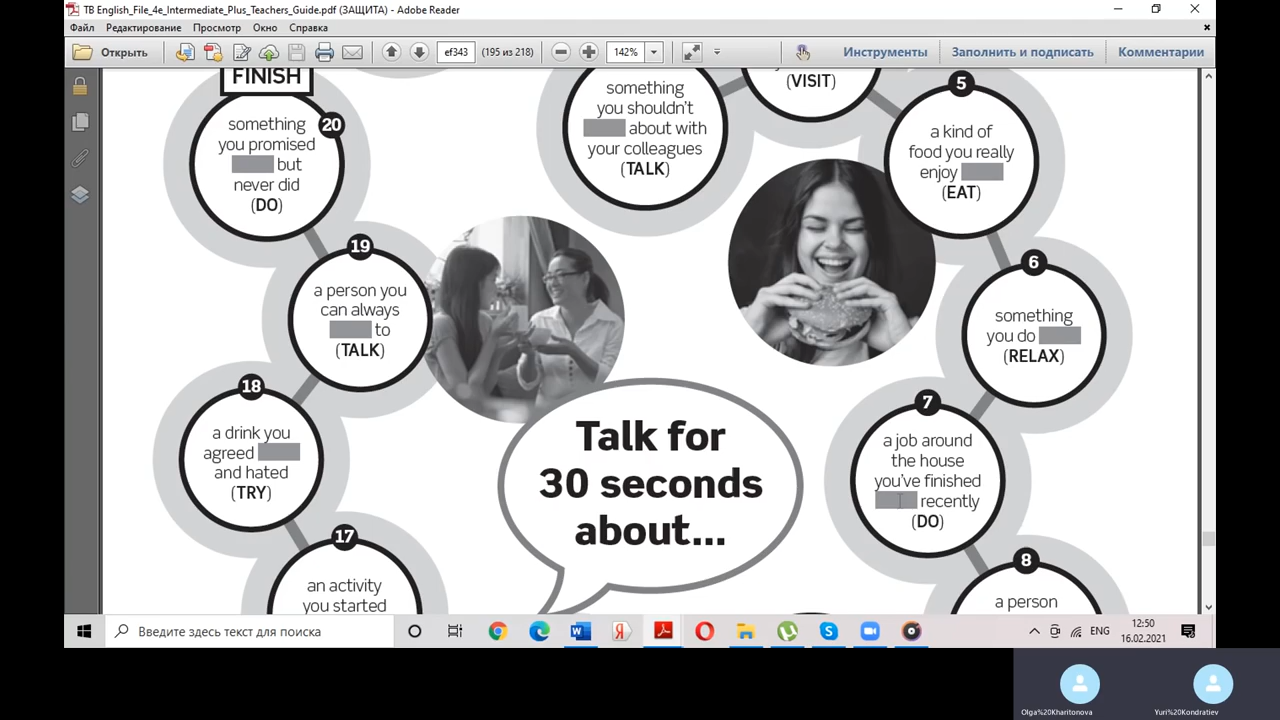 TB English_File_4e_Intermediate_Plus_Teachers_Guide.pdf (ЗАЩИТА) - Adobe Reader
Файл Редактирование Просмотр Окно Справка
Открыть ef343 (195 из 218) 142% Инструменты Заполнить и подписать Комментарии
FINISH
20
something
you promised
but
never did
(DO)
19
a person you
can always
to
(TALK)
18
a drink you
agreed
and hated
(TRY)
17
an activity
you started
something
you shouldn't
about with
your colleagues
(TALK)
(VISIT)
5
a kind of
food you really
enjoy
(EAT)
6
something
you do
(RELAX)
7
a job around
the house
you've finished
recently
(DO)
8
a person
Talk for
30 seconds
about...
Введите здесь текст для поиска
ENG
12:50
16.02.2021
Olga%20Kharitonova
Yuri%20Kondratiev